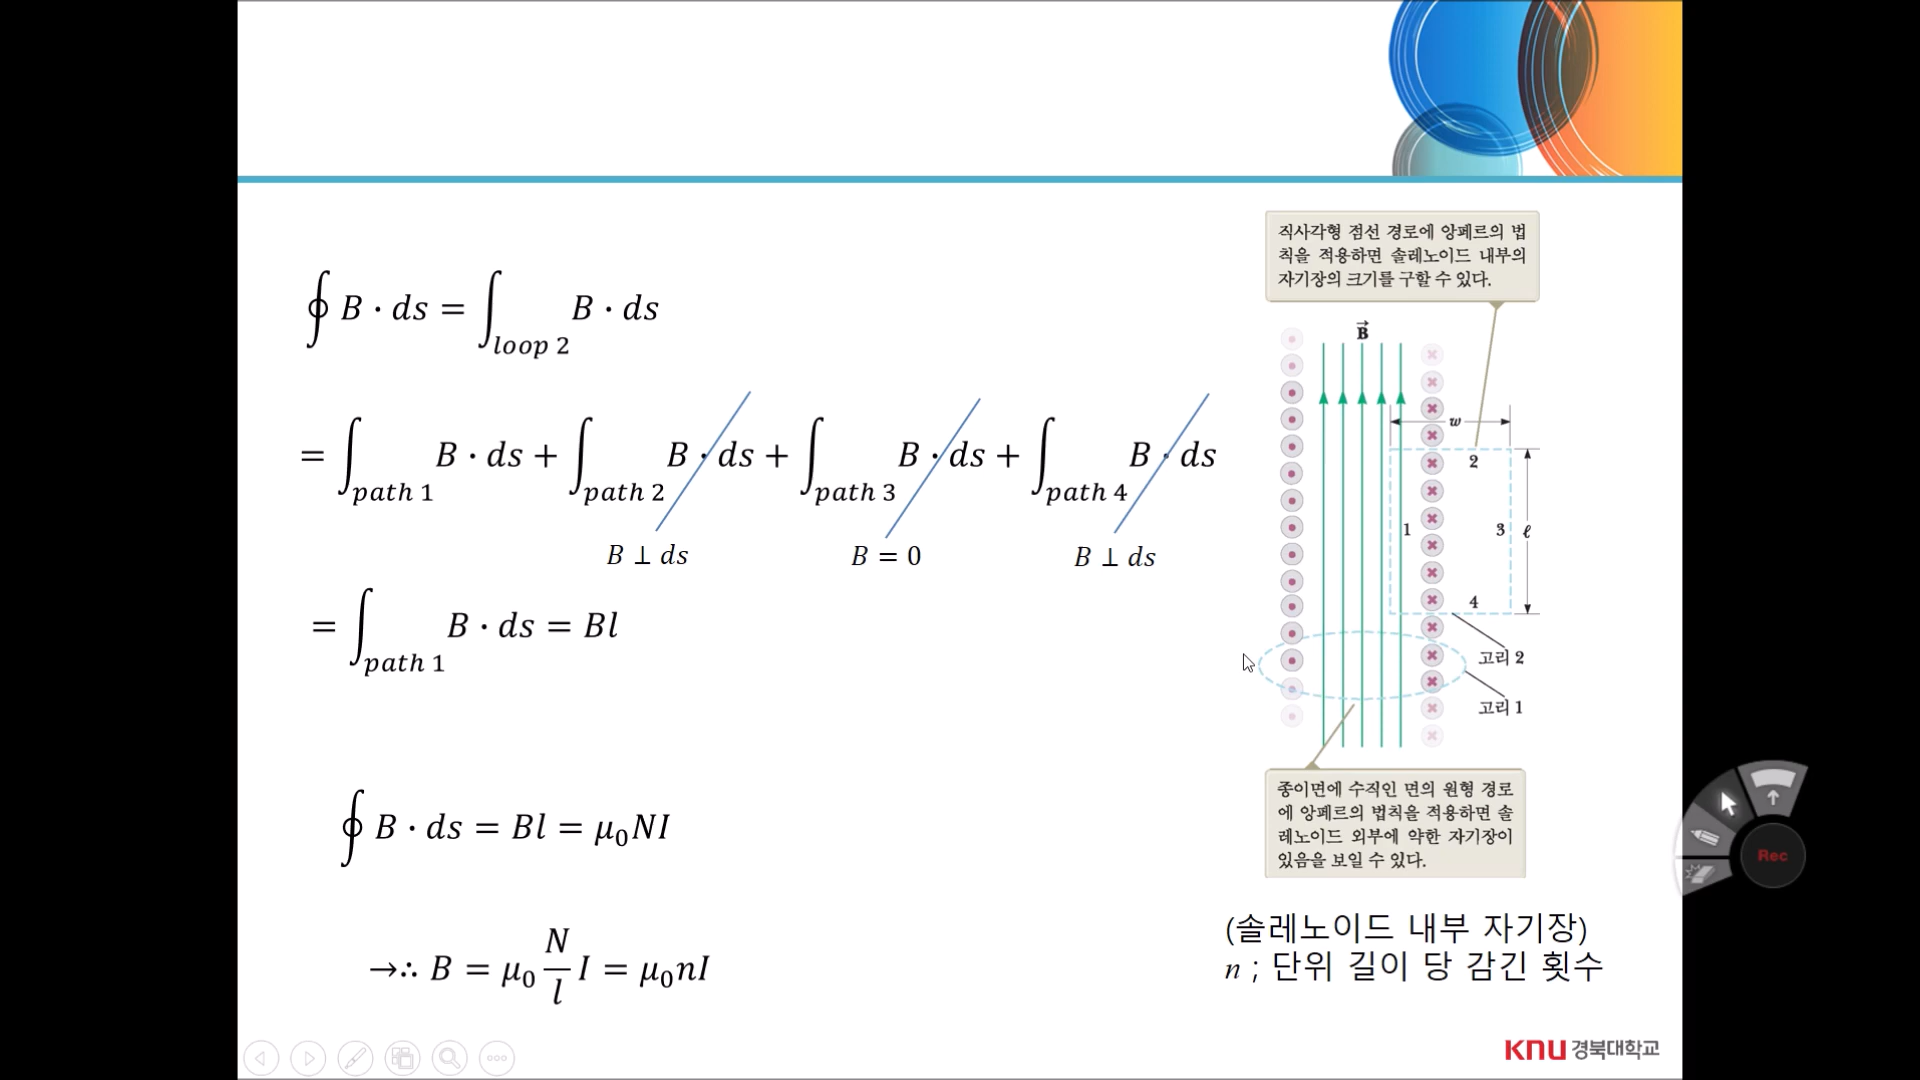 직사각형 점선 경로에 앙페르의 법
칙을 적용하면 솔레노이드 내부의
자기장의 크기를 구할 수 있다.
∮ B · ds = ∫_{loop 2} B · ds
= ∫_{path 1} B · ds + ∫_{path 2} B · ds + ∫_{path 3} B · ds + ∫_{path 4} B · ds
B ⊥ ds
B = 0
B ⊥ ds
= ∫_{path 1} B · ds = Bl
∮ B · ds = Bl = μ₀NI
→∴ B = μ₀ N/l I = μ₀nI
B⃗
w
2
1
3
ℓ
4
고리 2
고리 1
종이면에 수직인 면의 원형 경로
에 앙페르의 법칙을 적용하면 솔
레노이드 외부에 약한 자기장이
있음을 보일 수 있다.
(솔레노이드 내부 자기장)
n ; 단위 길이 당 감긴 횟수
KNU 경북대학교
Rec